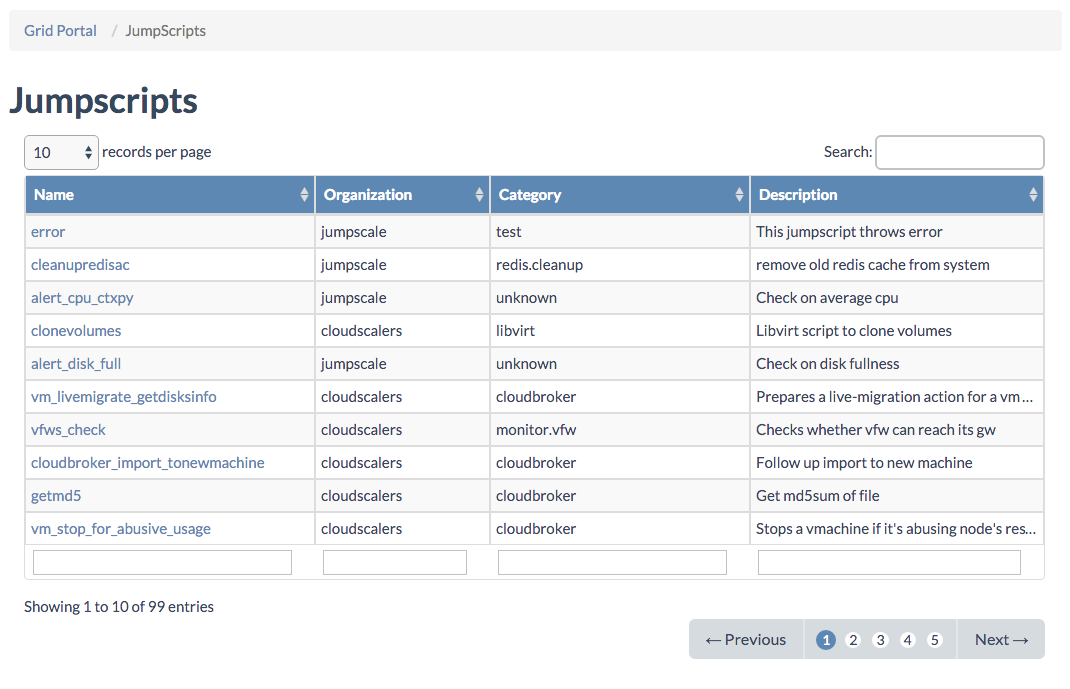 Grid Portal / JumpScripts
Jumpscripts
10 records per page Search:
Name Organization Category Description
error jumpscale test This jumpscript throws error
cleanupredisac jumpscale redis.cleanup remove old redis cache from system
alert_cpu_ctxpy jumpscale unknown Check on average cpu
clonevolumes cloudscalers libvirt Libvirt script to clone volumes
alert_disk_full jumpscale unknown Check on disk fullness
vm_livemigrate_getdisksinfo cloudscalers cloudbroker Prepares a live-migration action for a vm ...
vfws_check cloudscalers monitor.vfw Checks whether vfw can reach its gw
cloudbroker_import_tonewmachine cloudscalers cloudbroker Follow up import to new machine
getmd5 cloudscalers cloudbroker Get md5sum of file
vm_stop_for_abusive_usage cloudscalers cloudbroker Stops a vmachine if it's abusing node's res...
Showing 1 to 10 of 99 entries
← Previous 1 2 3 4 5 Next →